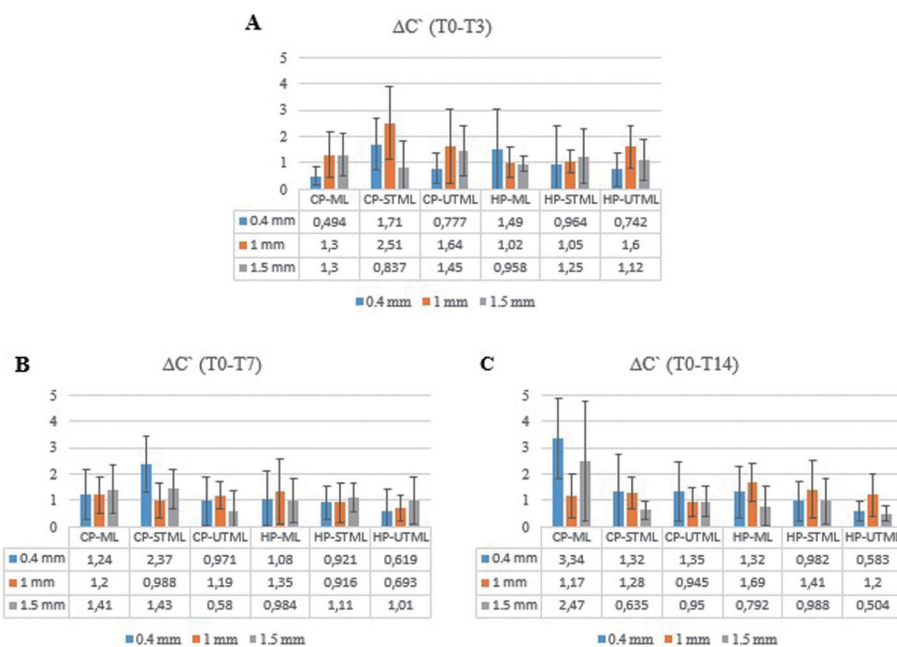 A
ΔC` (T0-T3)
5
4
3
2
1
0
CP-ML CP-STML CP-UTML HP-ML HP-STML HP-UTML
0.4 mm 0,494 1,71 0,777 1,49 0,964 0,742
1 mm 1,3 2,51 1,64 1,02 1,05 1,6
1.5 mm 1,3 0,837 1,45 0,958 1,25 1,12
0.4 mm 1 mm 1.5 mm
B
ΔC` (T0-T7)
5
4
3
2
1
0
CP-ML CP-STML CP-UTML HP-ML HP-STML HP-UTML
0.4 mm 1,24 2,37 0,971 1,08 0,921 0,619
1 mm 1,2 0,988 1,19 1,35 0,916 0,693
1.5 mm 1,41 1,43 0,58 0,984 1,11 1,01
0.4 mm 1 mm 1.5 mm
C
ΔC` (T0-T14)
5
4
3
2
1
0
CP-ML CP-STML CP-UTML HP-ML HP-STML HP-UTML
0.4 mm 3,34 1,32 1,35 1,32 0,982 0,583
1 mm 1,17 1,28 0,945 1,69 1,41 1,2
1.5 mm 2,47 0,635 0,95 0,792 0,988 0,504
0.4 mm 1 mm 1.5 mm